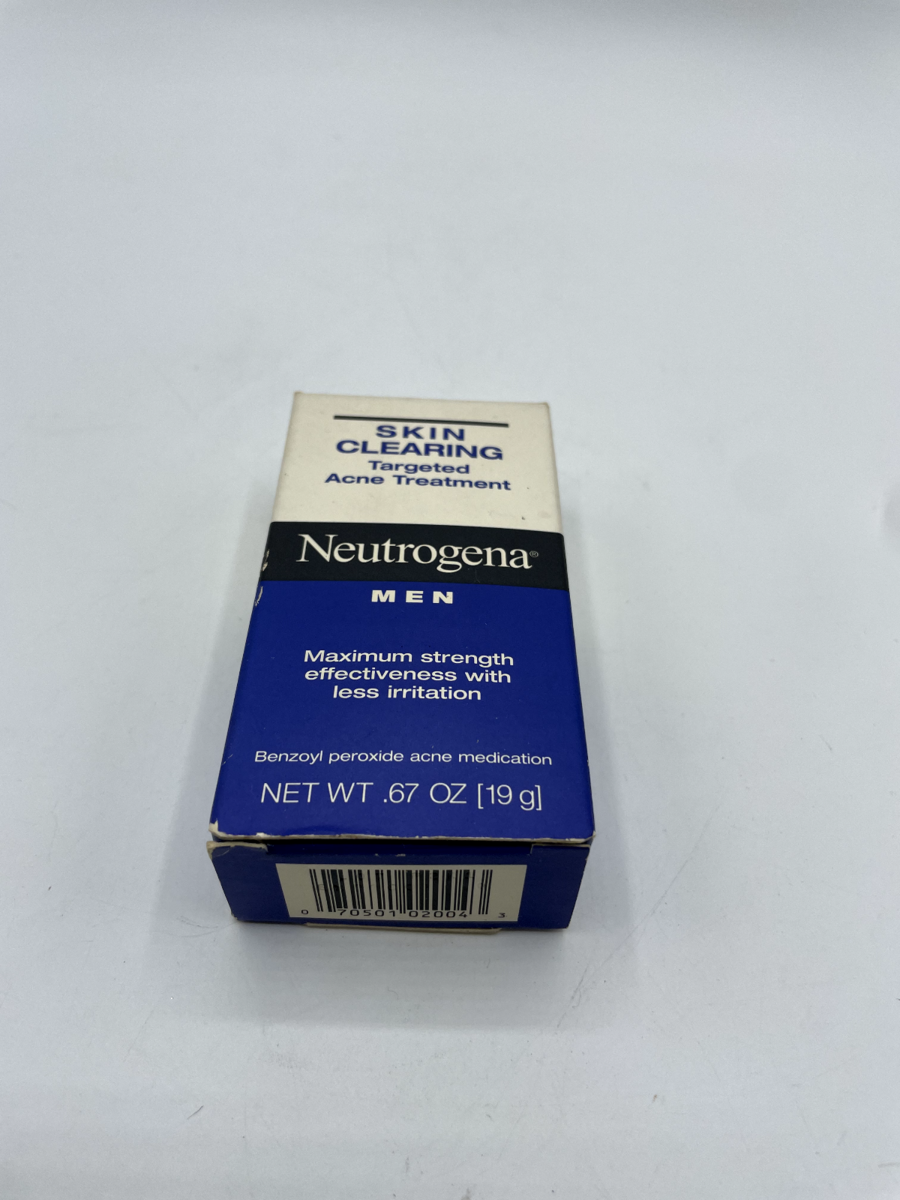 SKIN
CLEARING
Targeted
Acne Treatment
Neutrogena®
MEN
Maximum strength
effectiveness with
less irritation
Benzoyl peroxide acne medication
NET WT .67 OZ [19 g]
0 70501 02004 3